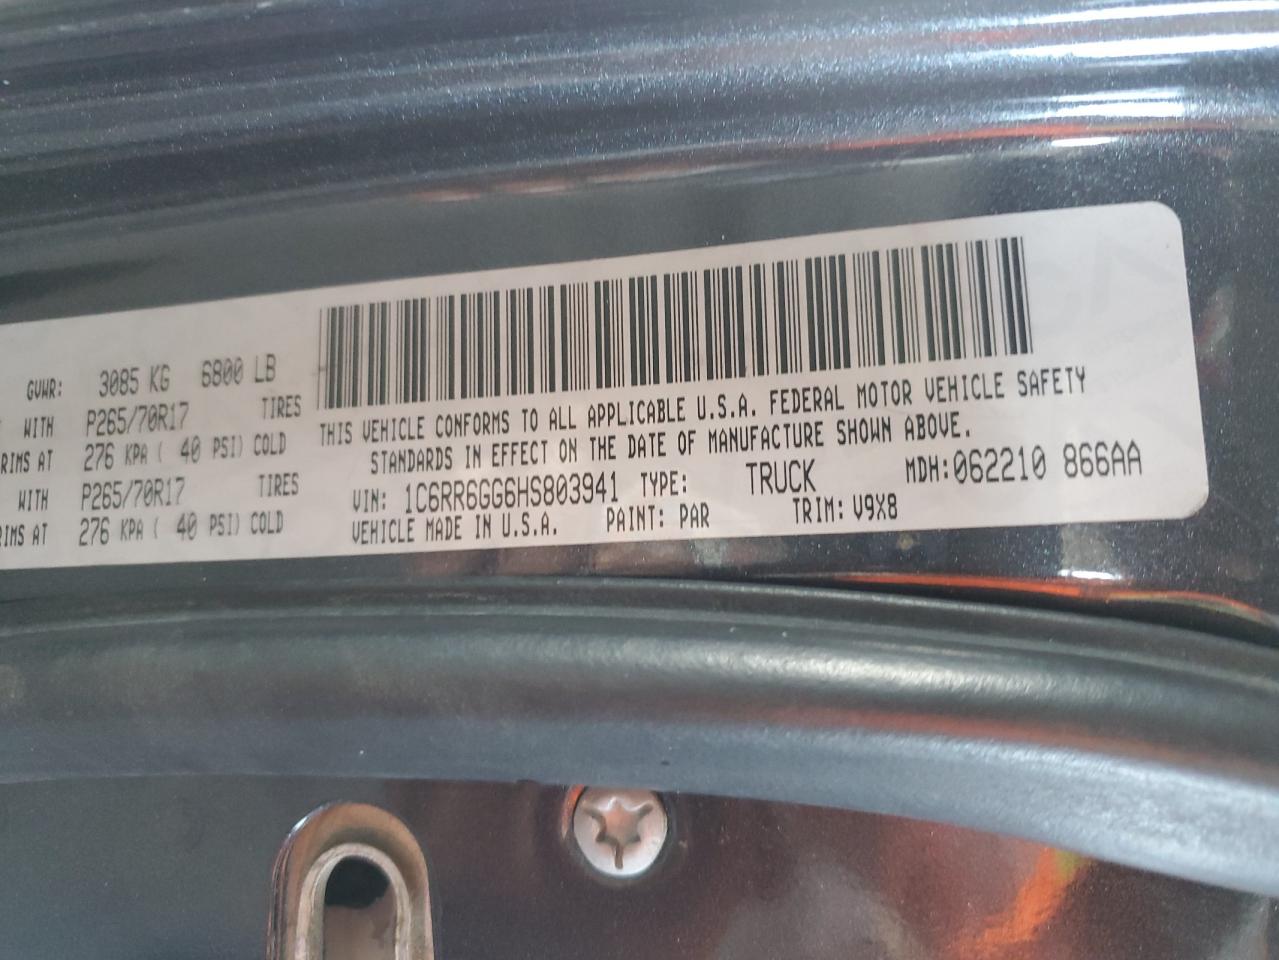 GVWR: 3085 KG 6800 LB
WITH P265/70R17 TIRES
RIMS AT 276 KPA ( 40 PSI) COLD
WITH P265/70R17 TIRES
RIMS AT 276 KPA ( 40 PSI) COLD
THIS VEHICLE CONFORMS TO ALL APPLICABLE U.S.A. FEDERAL MOTOR VEHICLE SAFETY
STANDARDS IN EFFECT ON THE DATE OF MANUFACTURE SHOWN ABOVE.
VIN: 1C6RR6GG6HS803941 TYPE: TRUCK MDH:062210 866AA
VEHICLE MADE IN U.S.A. PAINT: PAR TRIM: V9X8